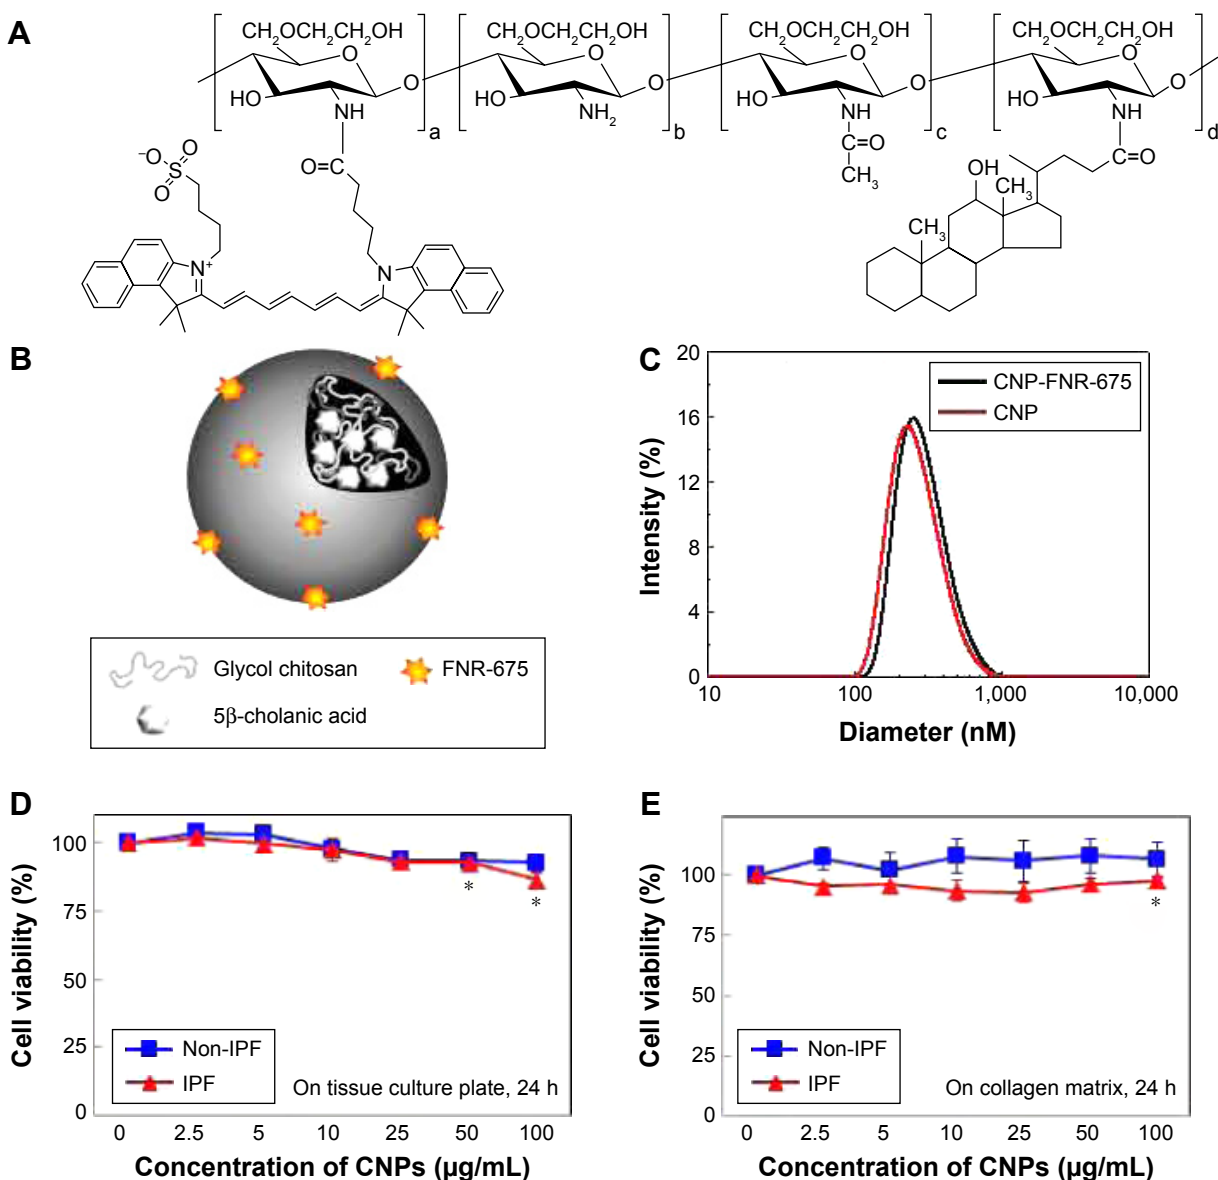 A
CH₂OCH₂CH₂OH CH₂OCH₂CH₂OH CH₂OCH₂CH₂OH CH₂OCH₂CH₂OH
O O O O
O O O O
HO HO HO HO
NH NH₂ NH NH
a b c d
O=C C=O C=O
CH₃
⁻O O
S
O
OH
CH₃
CH₃
N⁺ N
B
Glycol chitosan FNR-675
5β-cholanic acid
C
20
16
12
8
4
0
Intensity (%)
CNP-FNR-675
CNP
10 100 1,000 10,000
Diameter (nM)
D
100
75
50
25
0
Cell viability (%)
* *
Non-IPF
IPF
On tissue culture plate, 24 h
0 2.5 5 10 25 50 100
Concentration of CNPs (µg/mL)
E
100
75
50
25
0
Cell viability (%)
*
Non-IPF
IPF
On collagen matrix, 24 h
0 2.5 5 10 25 50 100
Concentration of CNPs (µg/mL)